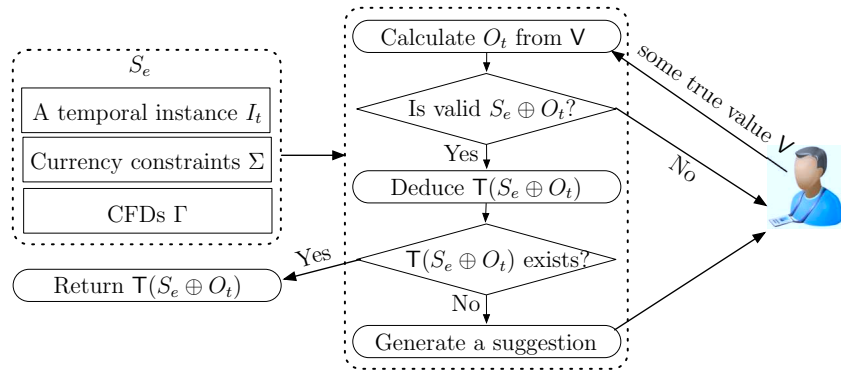 S_e
A temporal instance I_t
Currency constraints Σ
CFDs Γ
Calculate O_t from V
Is valid S_e ⊕ O_t?
Yes
No
some true value V
Deduce T(S_e ⊕ O_t)
T(S_e ⊕ O_t) exists?
Yes
Return T(S_e ⊕ O_t)
No
Generate a suggestion